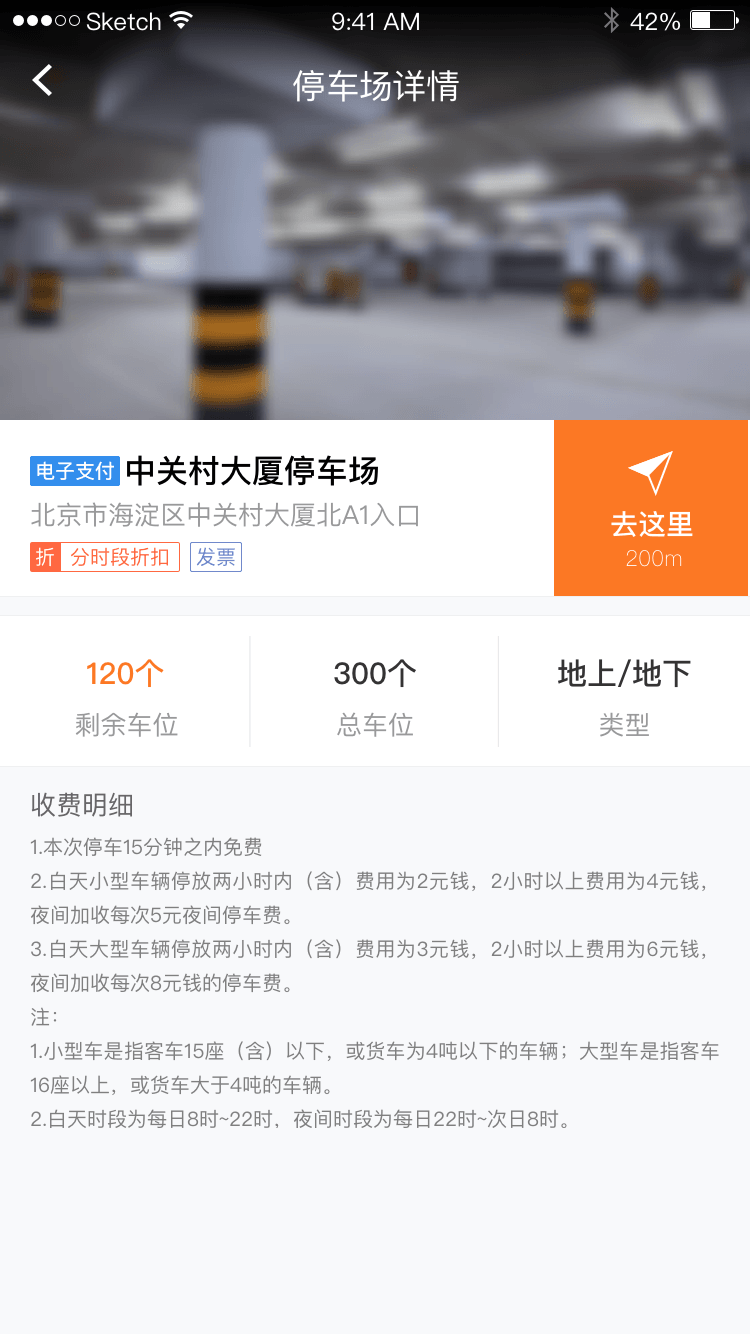 Sketch 9:41 AM 42%
停车场详情
电子支付 中关村大厦停车场
北京市海淀区中关村大厦北A1入口
折 分时段折扣 发票
去这里
200m
120个 300个 地上/地下
剩余车位 总车位 类型
收费明细
1.本次停车15分钟之内免费
2.白天小型车辆停放两小时内（含）费用为2元钱，2小时以上费用为4元钱，
夜间加收每次5元夜间停车费。
3.白天大型车辆停放两小时内（含）费用为3元钱，2小时以上费用为6元钱，
夜间加收每次8元钱的停车费。
注：
1.小型车是指客车15座（含）以下，或货车为4吨以下的车辆；大型车是指客车
16座以上，或货车大于4吨的车辆。
2.白天时段为每日8时~22时，夜间时段为每日22时~次日8时。